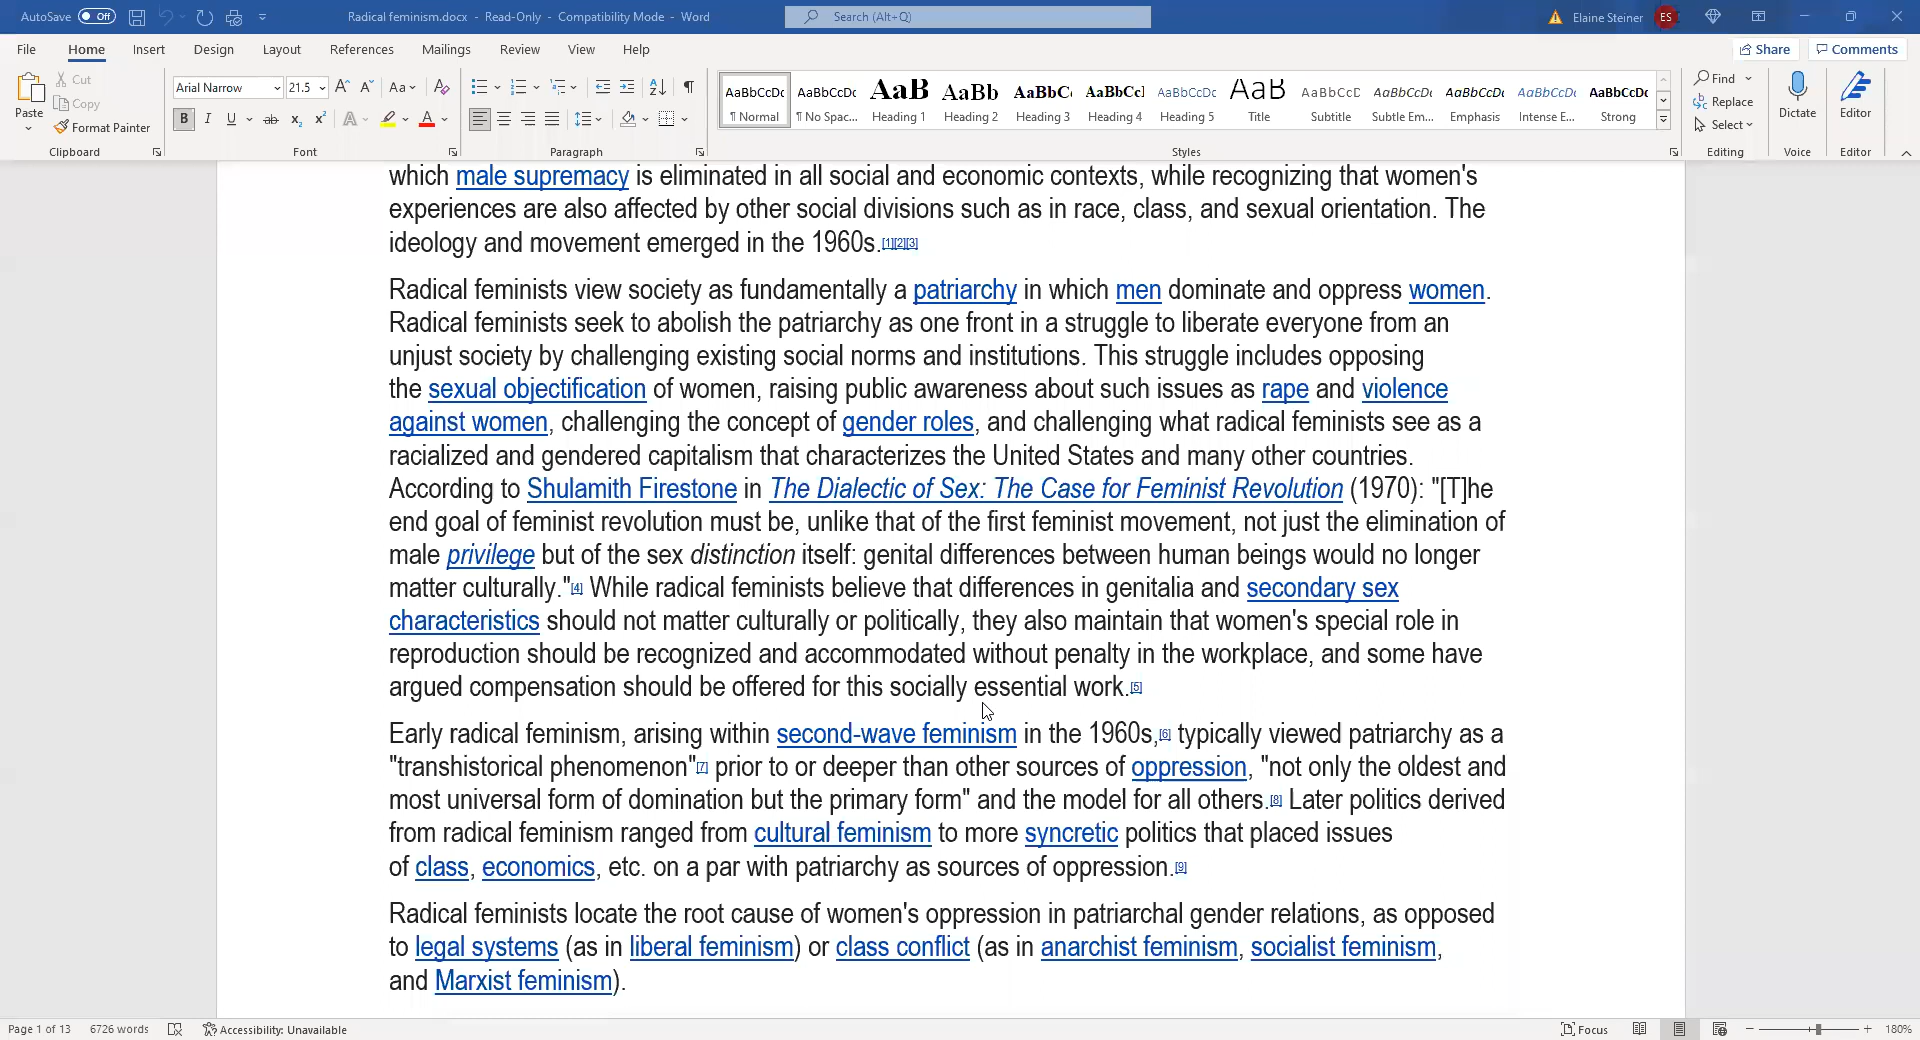 AutoSave Off Radical feminism.docx - Read-Only - Compatibility Mode - Word Search (Alt+Q) Elaine Steiner ES
File Home Insert Design Layout References Mailings Review View Help Share Comments
Paste Cut Copy Format Painter Clipboard
Arial Narrow 21.5 Font
Paragraph
AaBbCcDc AaBbCcDc AaB AaBb AaBbC AaBbCcI AaBbCcDc AaB AaBbCcD AaBbCcDc AaBbCcDc AaBbCcDc AaBbCcDc
¶ Normal ¶ No Spac... Heading 1 Heading 2 Heading 3 Heading 4 Heading 5 Title Subtitle Subtle Em... Emphasis Intense E... Strong
Styles
Find Replace Select Editing
Dictate Voice
Editor Editor
which male supremacy is eliminated in all social and economic contexts, while recognizing that women's
experiences are also affected by other social divisions such as in race, class, and sexual orientation. The
ideology and movement emerged in the 1960s.[1][2][3]
Radical feminists view society as fundamentally a patriarchy in which men dominate and oppress women.
Radical feminists seek to abolish the patriarchy as one front in a struggle to liberate everyone from an
unjust society by challenging existing social norms and institutions. This struggle includes opposing
the sexual objectification of women, raising public awareness about such issues as rape and violence
against women, challenging the concept of gender roles, and challenging what radical feminists see as a
racialized and gendered capitalism that characterizes the United States and many other countries.
According to Shulamith Firestone in The Dialectic of Sex: The Case for Feminist Revolution (1970): "[T]he
end goal of feminist revolution must be, unlike that of the first feminist movement, not just the elimination of
male privilege but of the sex distinction itself: genital differences between human beings would no longer
matter culturally."[4] While radical feminists believe that differences in genitalia and secondary sex
characteristics should not matter culturally or politically, they also maintain that women's special role in
reproduction should be recognized and accommodated without penalty in the workplace, and some have
argued compensation should be offered for this socially essential work.[5]
Early radical feminism, arising within second-wave feminism in the 1960s,[6] typically viewed patriarchy as a
"transhistorical phenomenon"[7] prior to or deeper than other sources of oppression, "not only the oldest and
most universal form of domination but the primary form" and the model for all others.[8] Later politics derived
from radical feminism ranged from cultural feminism to more syncretic politics that placed issues
of class, economics, etc. on a par with patriarchy as sources of oppression.[9]
Radical feminists locate the root cause of women's oppression in patriarchal gender relations, as opposed
to legal systems (as in liberal feminism) or class conflict (as in anarchist feminism, socialist feminism,
and Marxist feminism).
Page 1 of 13 6726 words Accessibility: Unavailable Focus 180%